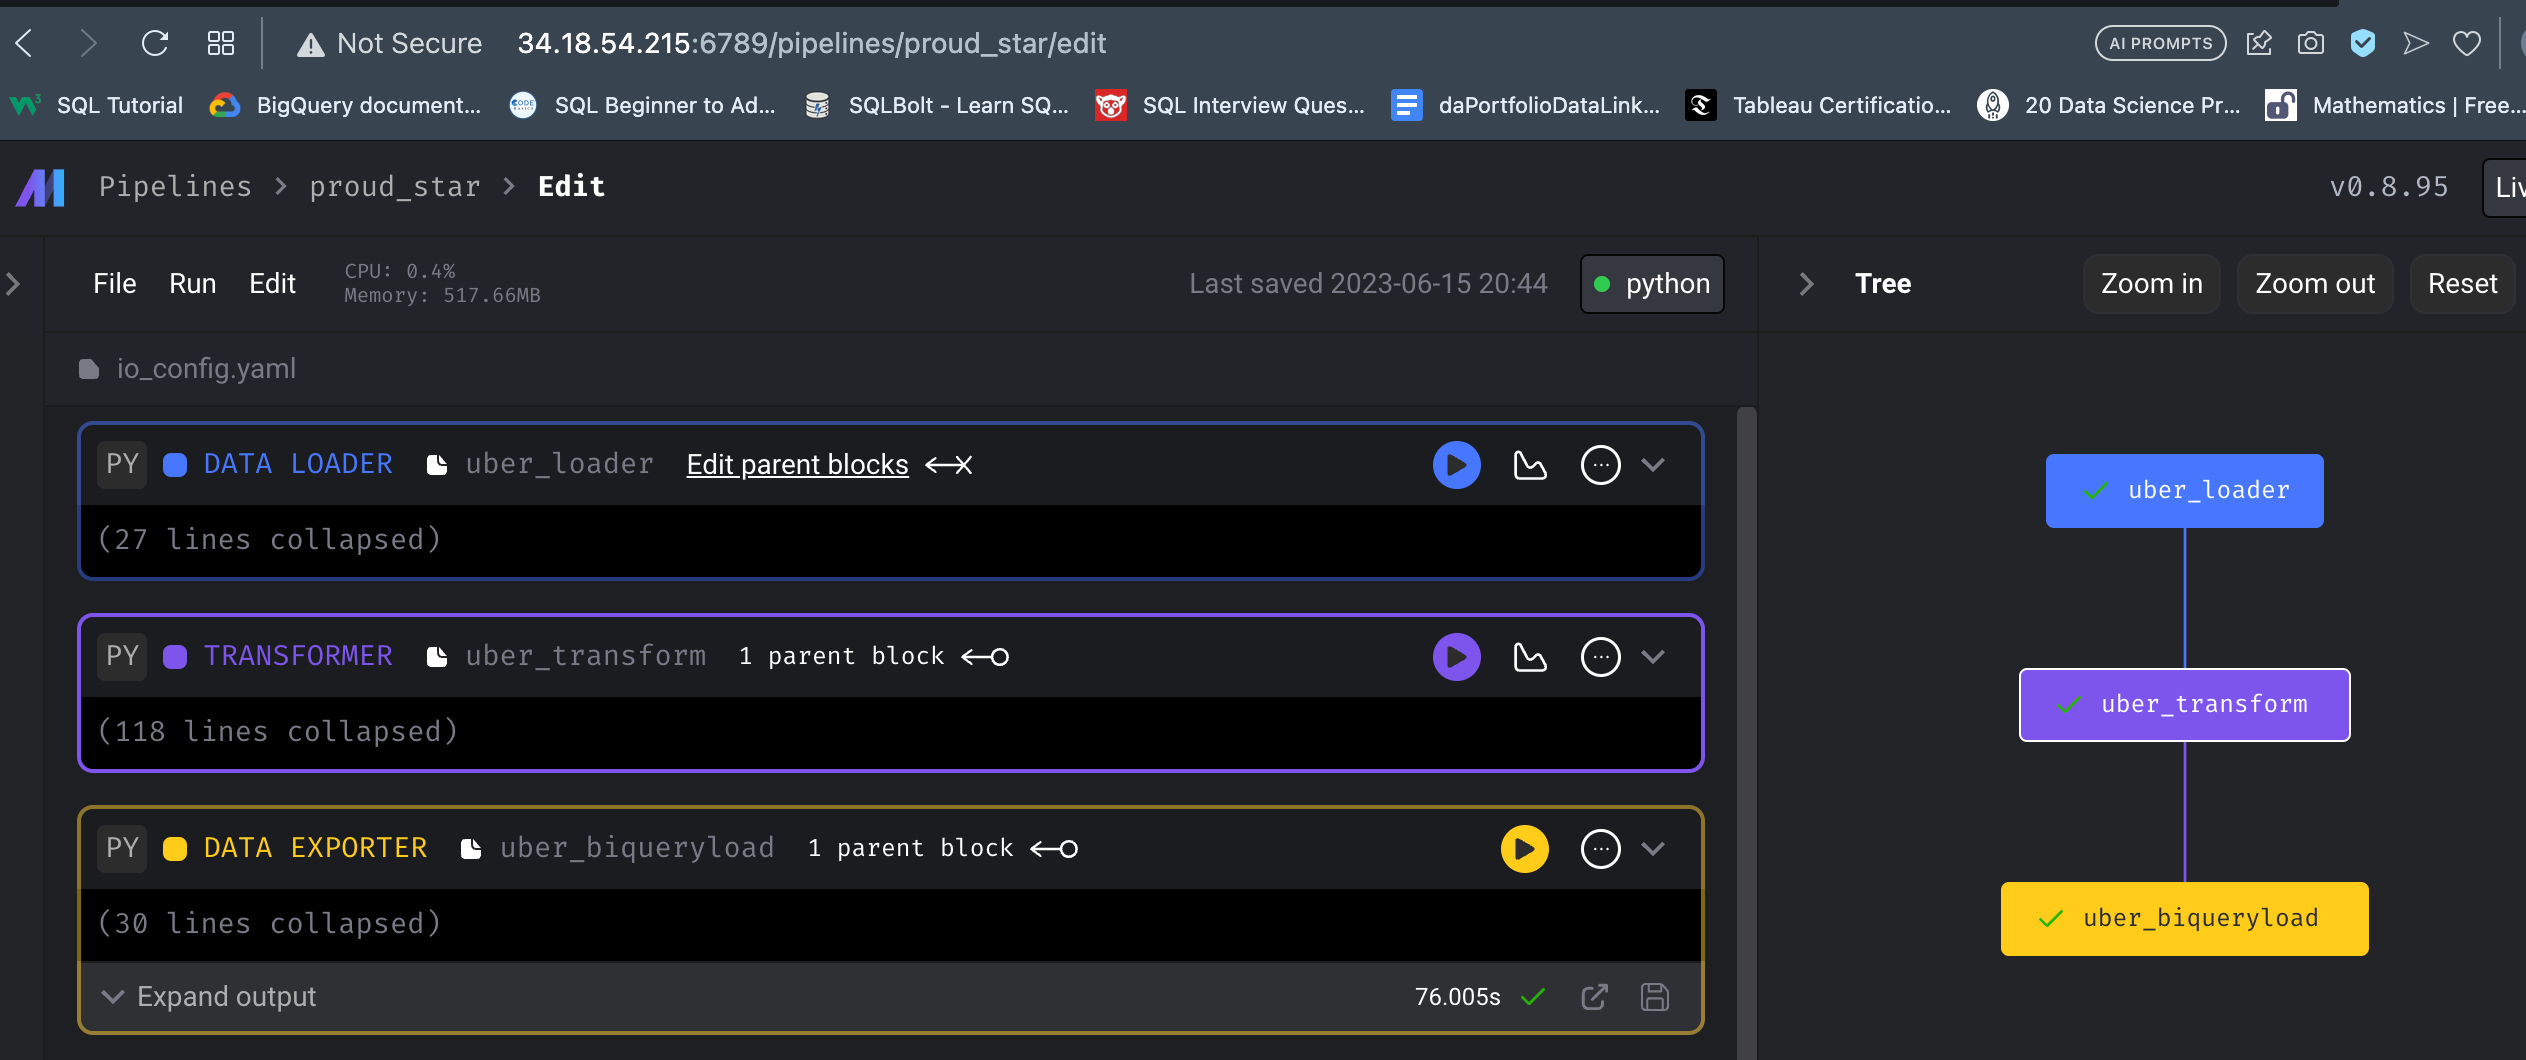 Not Secure 34.18.54.215:6789/pipelines/proud_star/edit AI PROMPTS
SQL Tutorial BigQuery document... SQL Beginner to Ad... SQLBolt - Learn SQ... SQL Interview Ques... daPortfolioDataLink... Tableau Certificatio... 20 Data Science Pr... Mathematics | Free...
Pipelines > proud_star > Edit v0.8.95 Liv
File Run Edit CPU: 0.4%
Memory: 517.66MB
Last saved 2023-06-15 20:44 python Tree Zoom in Zoom out Reset
io_config.yaml
PY DATA LOADER uber_loader Edit parent blocks
(27 lines collapsed)
PY TRANSFORMER uber_transform 1 parent block
(118 lines collapsed)
PY DATA EXPORTER uber_biqueryload 1 parent block
(30 lines collapsed)
Expand output 76.005s
uber_loader
uber_transform
uber_biqueryload